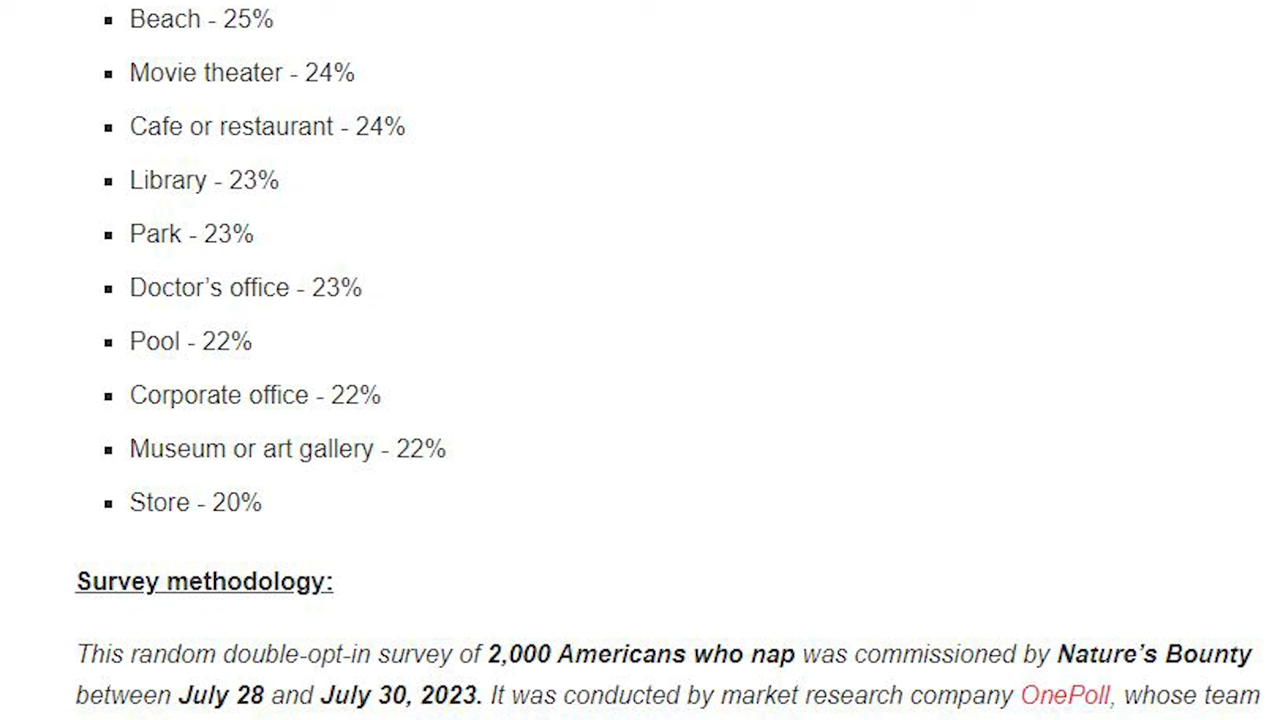 Beach - 25%
Movie theater - 24%
Cafe or restaurant - 24%
Library - 23%
Park - 23%
Doctor’s office - 23%
Pool - 22%
Corporate office - 22%
Museum or art gallery - 22%
Store - 20%
Survey methodology:
This random double-opt-in survey of 2,000 Americans who nap was commissioned by Nature’s Bounty
between July 28 and July 30, 2023. It was conducted by market research company OnePoll, whose team